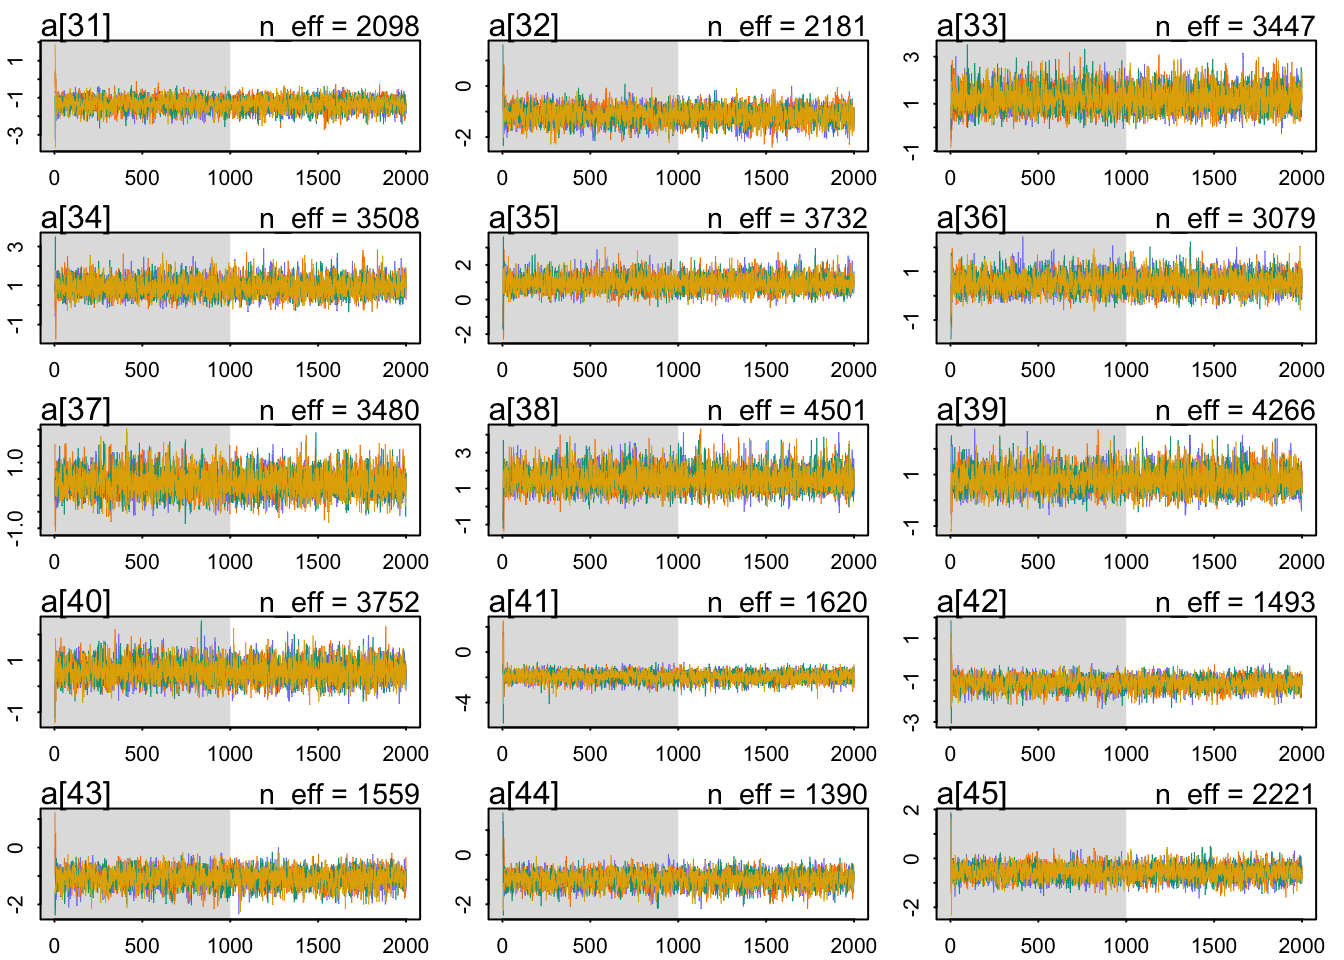 a[31] n_eff = 2098 a[32] n_eff = 2181 a[33] n_eff = 3447
1 -1 -3 0 -2 3 1 -1
0 500 1000 1500 2000 0 500 1000 1500 2000 0 500 1000 1500 2000
a[34] n_eff = 3508 a[35] n_eff = 3732 a[36] n_eff = 3079
3 1 -1 2 0 -2 1 -1
0 500 1000 1500 2000 0 500 1000 1500 2000 0 500 1000 1500 2000
a[37] n_eff = 3480 a[38] n_eff = 4501 a[39] n_eff = 4266
1.0 -1.0 3 1 -1 1 -1
0 500 1000 1500 2000 0 500 1000 1500 2000 0 500 1000 1500 2000
a[40] n_eff = 3752 a[41] n_eff = 1620 a[42] n_eff = 1493
1 -1 0 -4 1 -1 -3
0 500 1000 1500 2000 0 500 1000 1500 2000 0 500 1000 1500 2000
a[43] n_eff = 1559 a[44] n_eff = 1390 a[45] n_eff = 2221
0 -2 0 -2 2 0 -2
0 500 1000 1500 2000 0 500 1000 1500 2000 0 500 1000 1500 2000